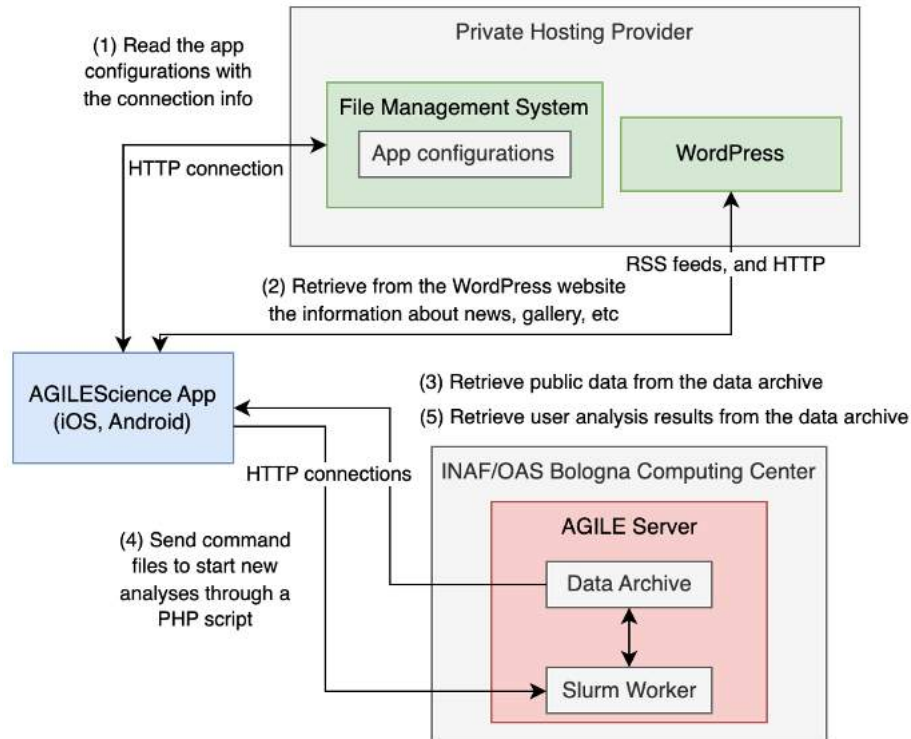 Private Hosting Provider
(1) Read the app
configurations with
the connection info
File Management System
App configurations
WordPress
HTTP connection
RSS feeds, and HTTP
(2) Retrieve from the WordPress website
the information about news, gallery, etc
AGILEScience App
(iOS, Android)
(3) Retrieve public data from the data archive
(5) Retrieve user analysis results from the data archive
HTTP connections
INAF/OAS Bologna Computing Center
AGILE Server
(4) Send command
files to start new
analyses through a
PHP script
Data Archive
Slurm Worker